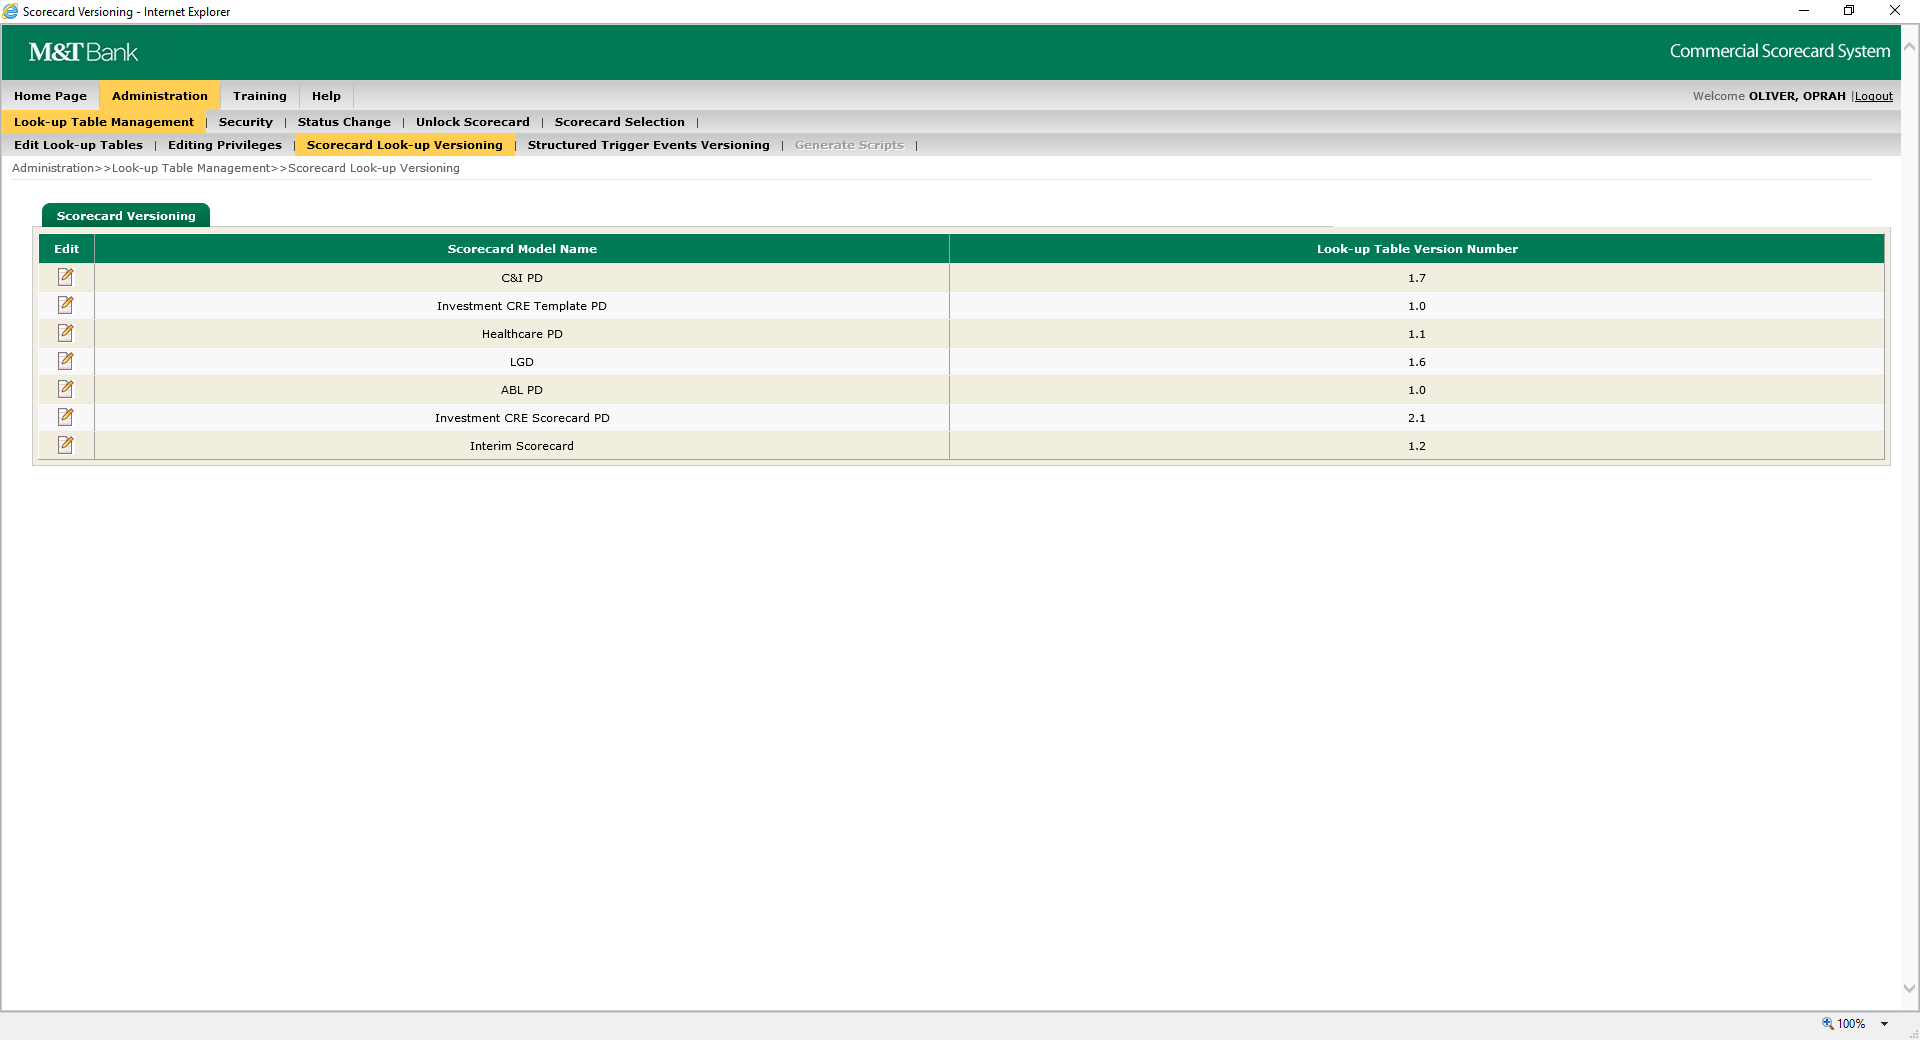 Scorecard Versioning - Internet Explorer
M&T Bank
Commercial Scorecard System
Home Page Administration Training Help
Welcome OLIVER, OPRAH |Logout
Look-up Table Management | Security | Status Change | Unlock Scorecard | Scorecard Selection |
Edit Look-up Tables | Editing Privileges | Scorecard Look-up Versioning | Structured Trigger Events Versioning | Generate Scripts |
Administration>>Look-up Table Management>>Scorecard Look-up Versioning
Scorecard Versioning
Edit Scorecard Model Name Look-up Table Version Number
C&I PD 1.7
Investment CRE Template PD 1.0
Healthcare PD 1.1
LGD 1.6
ABL PD 1.0
Investment CRE Scorecard PD 2.1
Interim Scorecard 1.2
100%